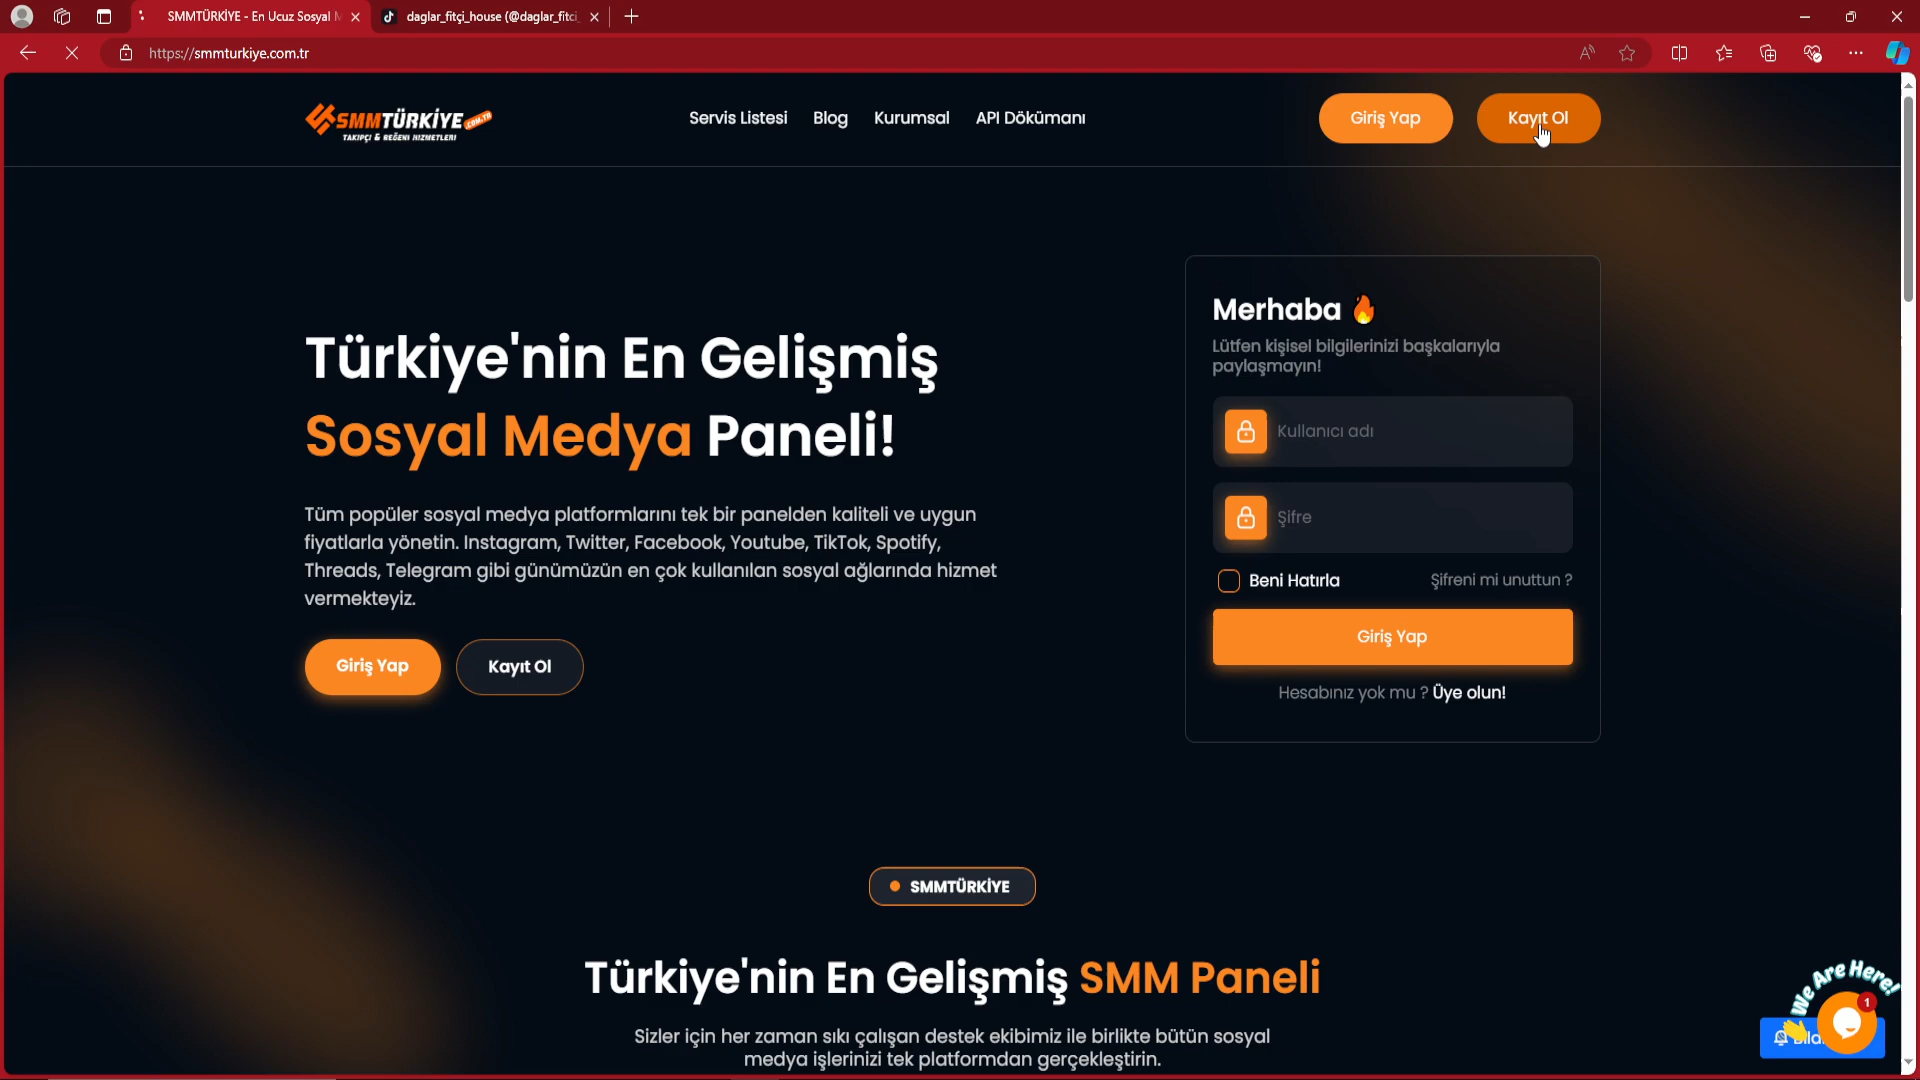 SMMTÜRKİYE - En Ucuz Sosyal M
daglar_fitçi_house (@daglar_fitci_
https://smmturkiye.com.tr
SMMTÜRKİYE
.COM.TR
TAKİPÇİ & BEĞENİ HİZMETLERİ
Servis Listesi
Blog
Kurumsal
API Dökümanı
Giriş Yap
Kayıt Ol
Türkiye'nin En Gelişmiş
Sosyal Medya Paneli!
Tüm popüler sosyal medya platformlarını tek bir panelden kaliteli ve uygun
fiyatlarla yönetin. Instagram, Twitter, Facebook, Youtube, TikTok, Spotify,
Threads, Telegram gibi günümüzün en çok kullanılan sosyal ağlarında hizmet
vermekteyiz.
Giriş Yap
Kayıt Ol
Merhaba
Lütfen kişisel bilgilerinizi başkalarıyla
paylaşmayın!
Kullanıcı adı
Şifre
Beni Hatırla
Şifreni mi unuttun ?
Giriş Yap
Hesabınız yok mu ? Üye olun!
SMMTÜRKİYE
Türkiye'nin En Gelişmiş SMM Paneli
Sizler için her zaman sıkı çalışan destek ekibimiz ile birlikte bütün sosyal
medya işlerinizi tek platformdan gerçekleştirin.
We Are Here!
1